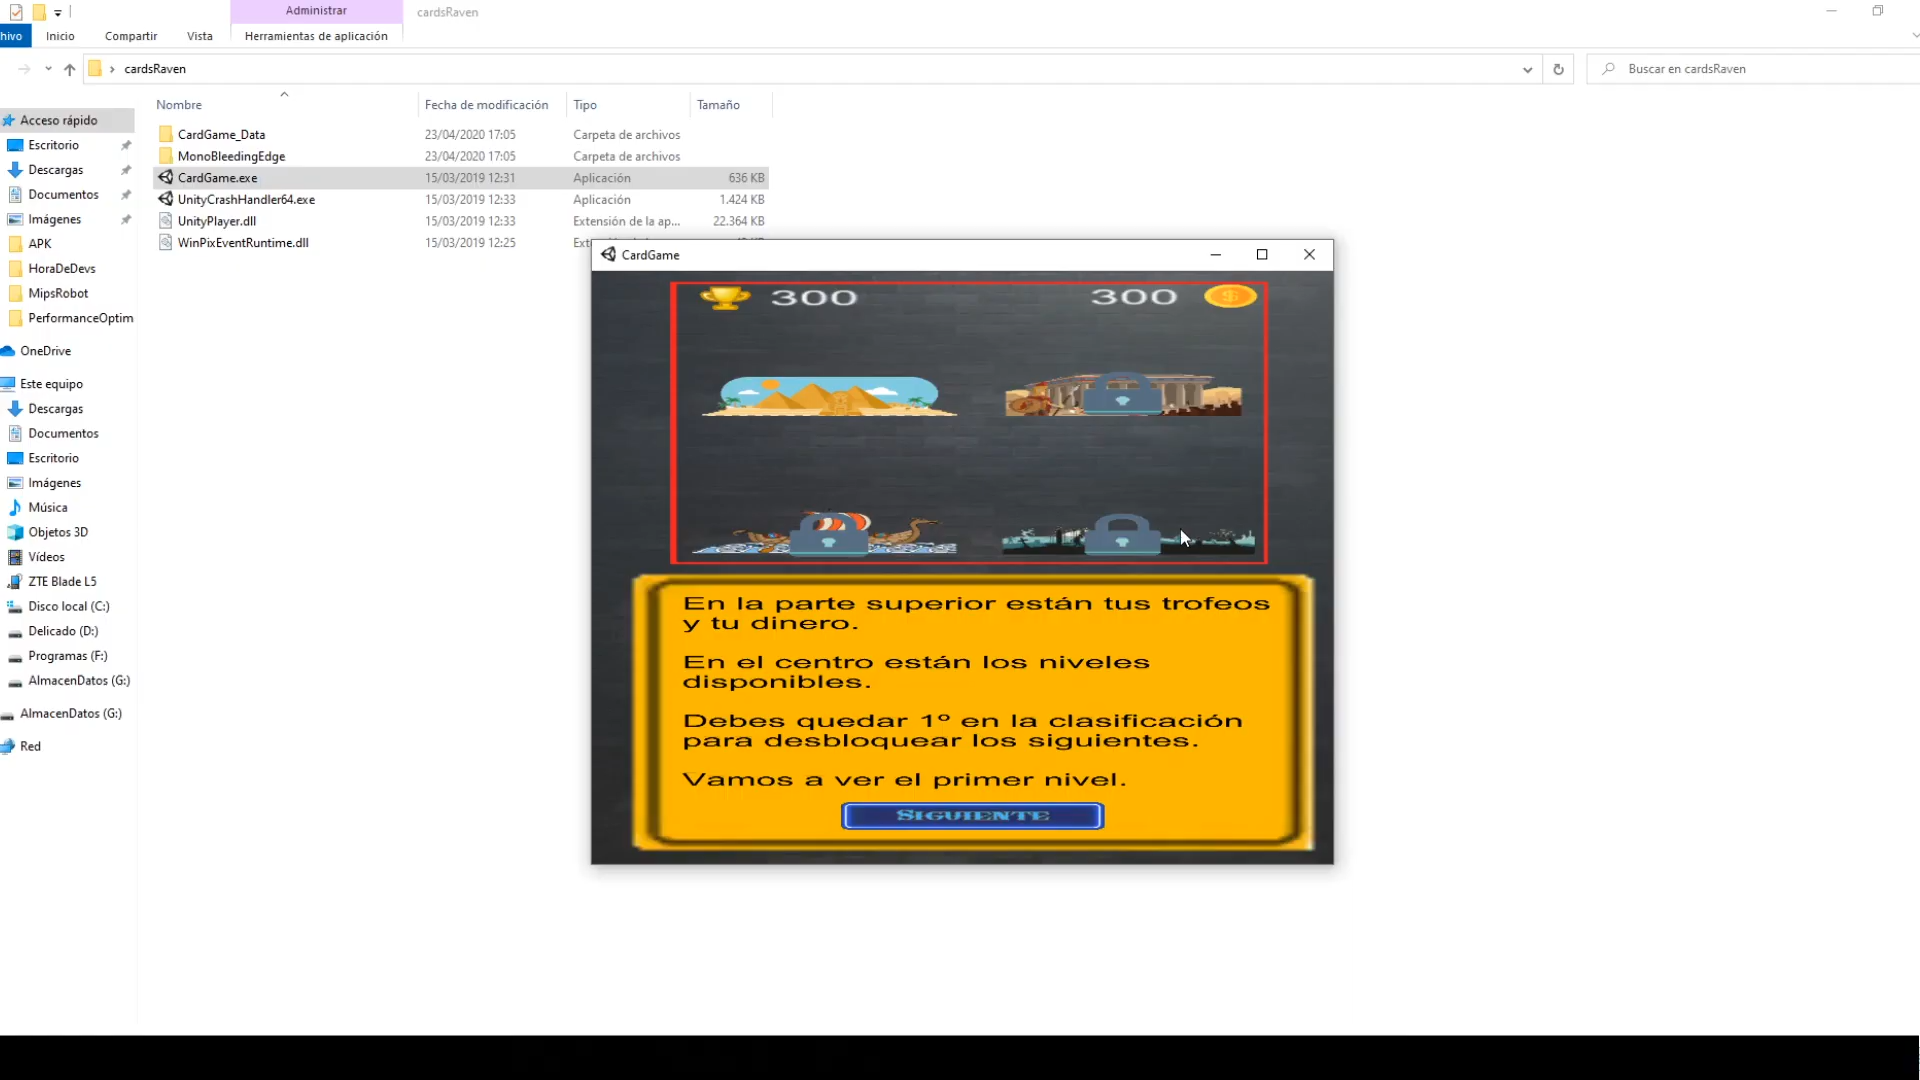 Administrar
cardsRaven
hivo
Inicio
Compartir
Vista
Herramientas de aplicación
cardsRaven
Buscar en cardsRaven
Nombre
Fecha de modificación
Tipo
Tamaño
Acceso rápido
Escritorio
Descargas
Documentos
Imágenes
APK
HoraDeDevs
MipsRobot
PerformanceOptim
OneDrive
Este equipo
Descargas
Documentos
Escritorio
Imágenes
Música
Objetos 3D
Vídeos
ZTE Blade L5
Disco local (C:)
Delicado (D:)
Programas (F:)
AlmacenDatos (G:)
AlmacenDatos (G:)
Red
CardGame_Data 23/04/2020 17:05 Carpeta de archivos
MonoBleedingEdge 23/04/2020 17:05 Carpeta de archivos
CardGame.exe 15/03/2019 12:31 Aplicación 636 KB
UnityCrashHandler64.exe 15/03/2019 12:33 Aplicación 1.424 KB
UnityPlayer.dll 15/03/2019 12:33 Extensión de la ap... 22.364 KB
WinPixEventRuntime.dll 15/03/2019 12:25
CardGame
300
300
En la parte superior están tus trofeos
y tu dinero.
En el centro están los niveles
disponibles.
Debes quedar 1º en la clasificación
para desbloquear los siguientes.
Vamos a ver el primer nivel.
Siguiente